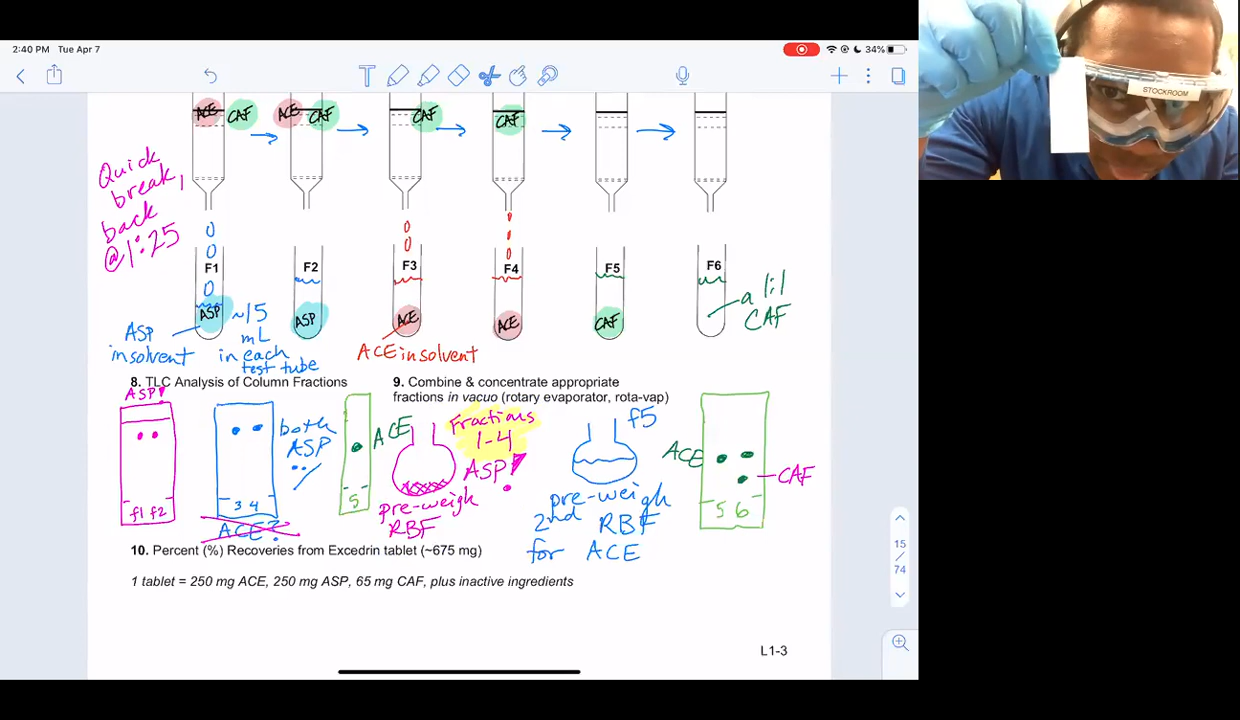 2:40 PM Tue Apr 7
34%
STOCKROOM
ACE CAF ACE CAF CAF CAF
Quick
break,
back
@1:25
F1 F2 F3 F4 F5 F6
ASP ASP ACE ACE CAF
a lil
CAF
ASP
insolvent
~15
mL
in each
test tube
ACE insolvent
8. TLC Analysis of Column Fractions
9. Combine & concentrate appropriate
fractions in vacuo (rotary evaporator, rota-vap)
ASP!
f1 f2
both
ASP
3 4
ACE?
ACE
5
Fractions
1-4
ASP!
pre-weigh
RBF
f5
pre-weigh
2nd RBF
for ACE
ACE
CAF
5 6
10. Percent (%) Recoveries from Excedrin tablet (~675 mg)
1 tablet = 250 mg ACE, 250 mg ASP, 65 mg CAF, plus inactive ingredients
15
/
74
L1-3